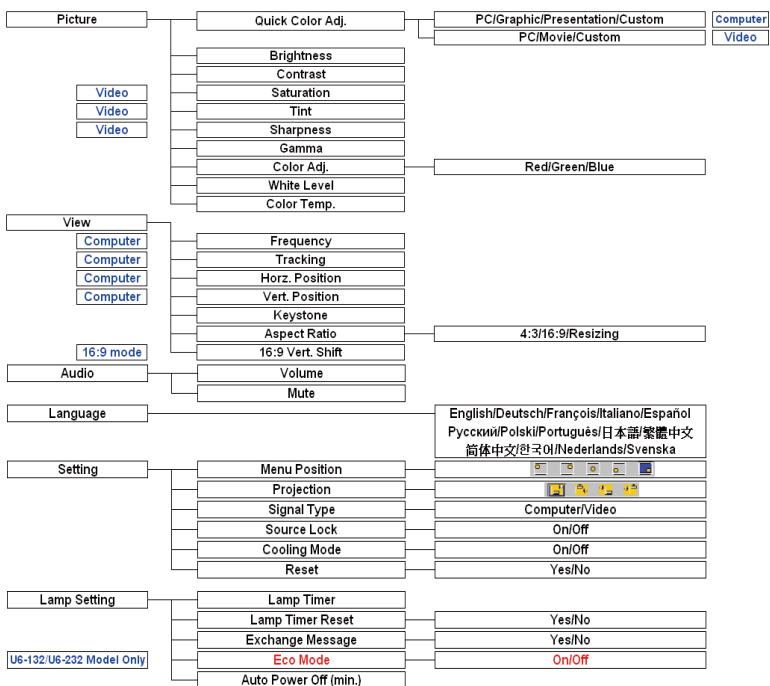 Picture
Quick Color Adj.
PC/Graphic/Presentation/Custom
Computer
PC/Movie/Custom
Video
Brightness
Contrast
Video
Saturation
Video
Tint
Video
Sharpness
Gamma
Color Adj.
Red/Green/Blue
White Level
Color Temp.
View
Computer
Frequency
Computer
Tracking
Computer
Horz. Position
Computer
Vert. Position
Keystone
Aspect Ratio
4:3/16:9/Resizing
16:9 mode
16:9 Vert. Shift
Audio
Volume
Mute
Language
English/Deutsch/Français/Italiano/Español
Русский/Polski/Português/日本語/繁體中文
简体中文/한국어/Nederlands/Svenska
Setting
Menu Position
Projection
Signal Type
Computer/Video
Source Lock
On/Off
Cooling Mode
On/Off
Reset
Yes/No
Lamp Setting
Lamp Timer
Lamp Timer Reset
Yes/No
Exchange Message
Yes/No
U6-132/U6-232 Model Only
Eco Mode
On/Off
Auto Power Off (min.)